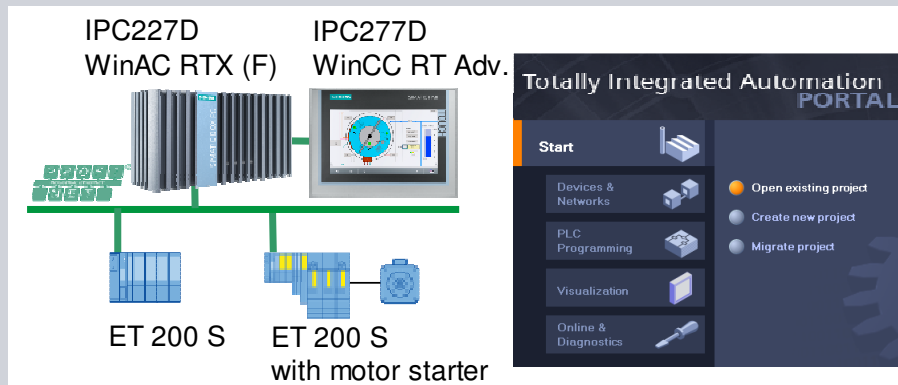 IPC227D
WinAC RTX (F)
IPC277D
WinCC RT Adv.
SIEMENS
ET 200 S
ET 200 S
with motor starter
Totally Integrated Automation
PORTAL
Start
Devices &
Networks
PLC
Programming
Visualization
Online &
Diagnostics
Open existing project
Create new project
Migrate project